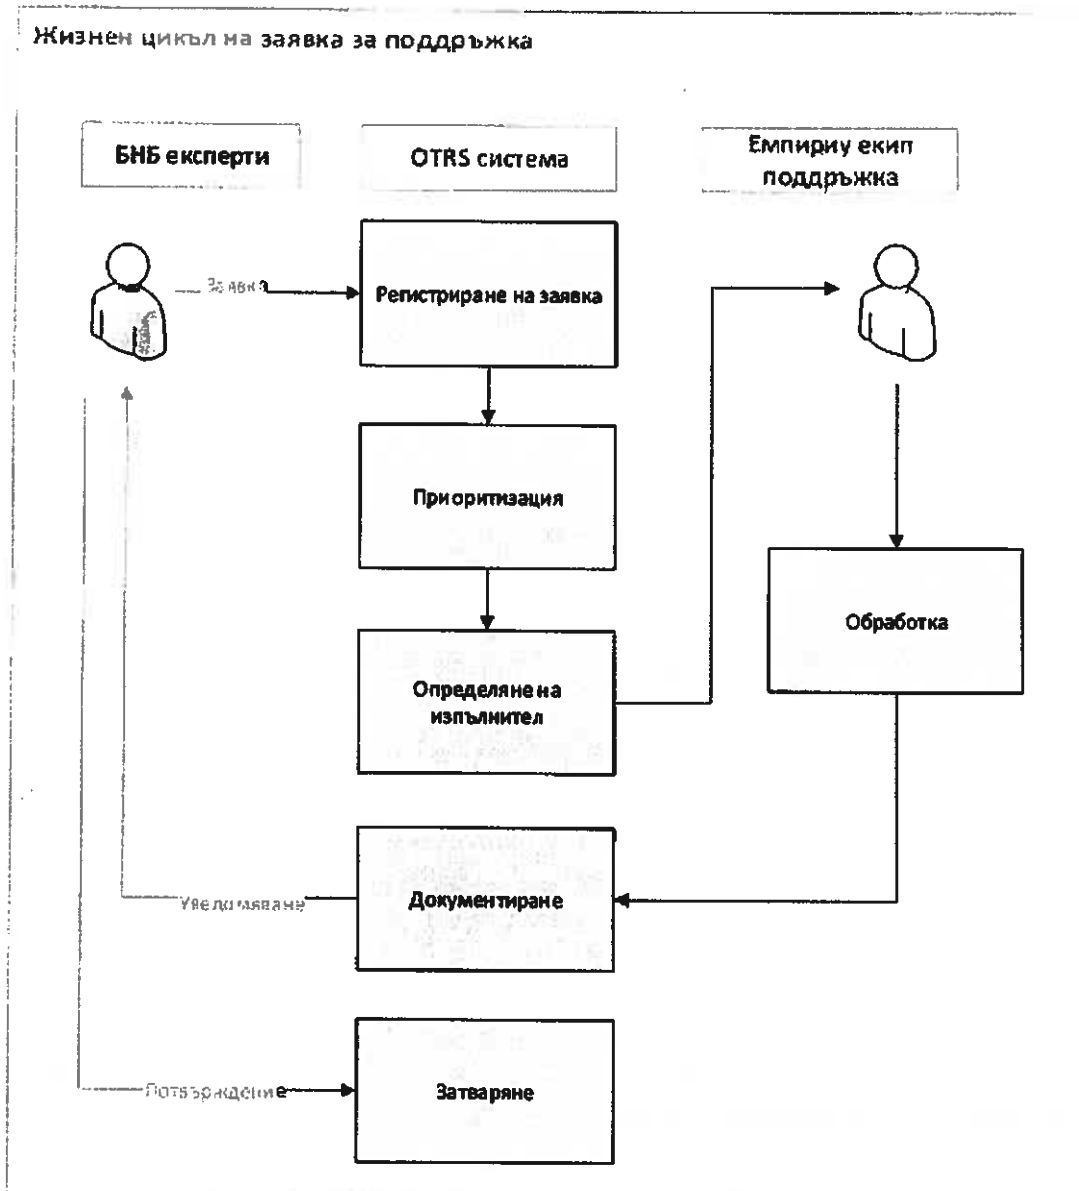 Жизнен цикъл на заявка за поддръжка
БНБ експерти
OTRS система
Емпириу екип
поддръжка
Заявка
Регистриране на заявка
Приоритизация
Определяне на
изпълнител
Обработка
Уведомяване
Документиране
Потвърждение
Затваряне